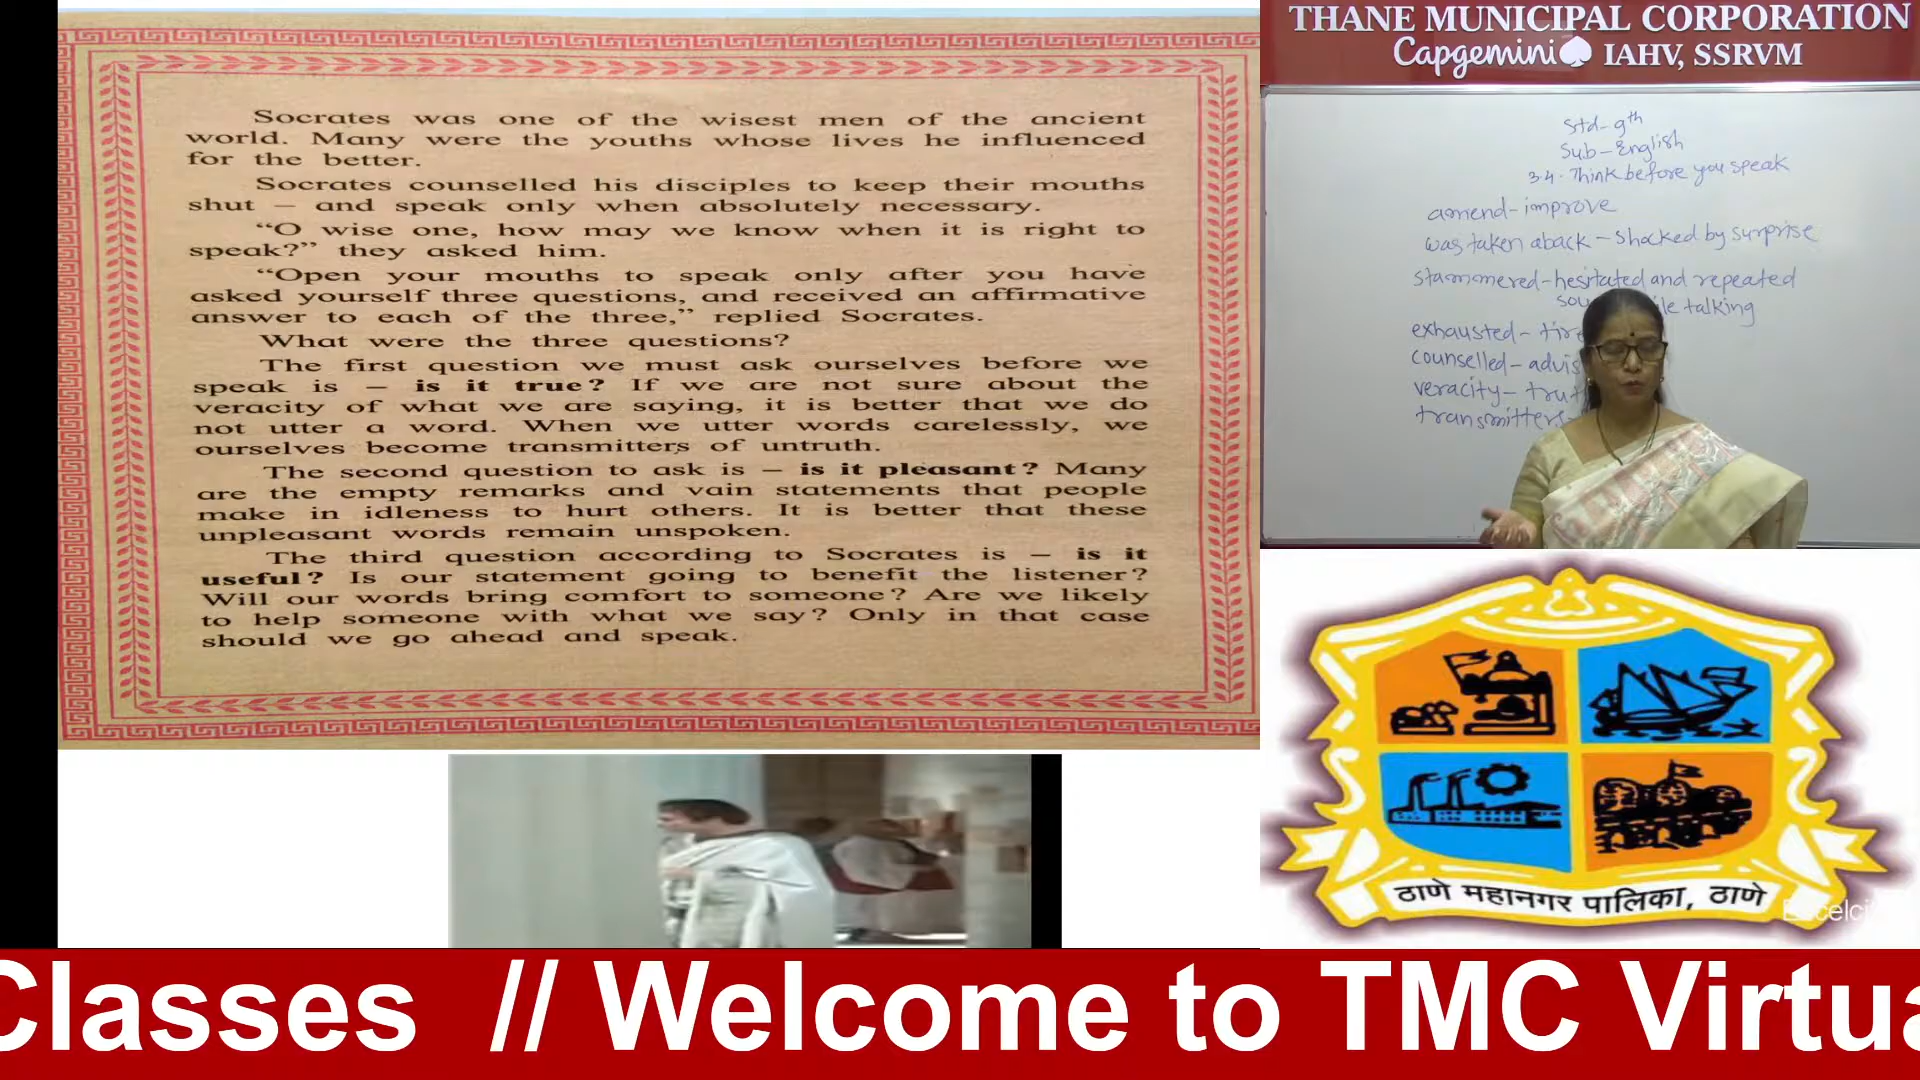 Socrates was one of the wisest men of the ancient
world. Many were the youths whose lives he influenced
for the better.
Socrates counselled his disciples to keep their mouths
shut — and speak only when absolutely necessary.
“O wise one, how may we know when it is right to
speak?” they asked him.
“Open your mouths to speak only after you have
asked yourself three questions, and received an affirmative
answer to each of the three,” replied Socrates.
What were the three questions?
The first question we must ask ourselves before we
speak is — is it true? If we are not sure about the
veracity of what we are saying, it is better that we do
not utter a word. When we utter words carelessly, we
ourselves become transmitters of untruth.
The second question to ask is — is it pleasant? Many
are the empty remarks and vain statements that people
make in idleness to hurt others. It is better that these
unpleasant words remain unspoken.
The third question according to Socrates is — is it
useful? Is our statement going to benefit the listener?
Will our words bring comfort to someone? Are we likely
to help someone with what we say? Only in that case
should we go ahead and speak.
THANE MUNICIPAL CORPORATION
Capgemini IAHV, SSRVM
Std - 9th
Sub - English
3.4. Think before you speak
amend - improve
was taken aback - shocked by surprise
stammered - hesitated and repeated
talking
exhausted -
counselled -
veracity -
transmitters
ठाणे महानगर पालिका, ठाणे
Classes // Welcome to TMC